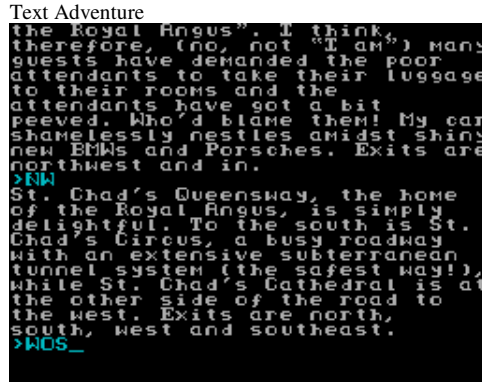 Text Adventure
the Royal Angus". I think,
therefore, (no, not "I am") many
guests have demanded the poor
attendants to take their luggage
to their rooms and the
attendants have got a bit
peeved. Who'd blame them! My car
shamelessly nestles amidst shiny
new BMWs and Porsches. Exits are
northwest and in.
>NW
St. Chad's Queensway, the home
of the Royal Angus, is simply
delightful. To the south is St.
Chad's Circus, a busy roadway
with an extensive subterranean
tunnel system (the safest way!),
while St. Chad's Cathedral is at
the other side of the road to
the west. Exits are north,
south, west and southeast.
>WOS_